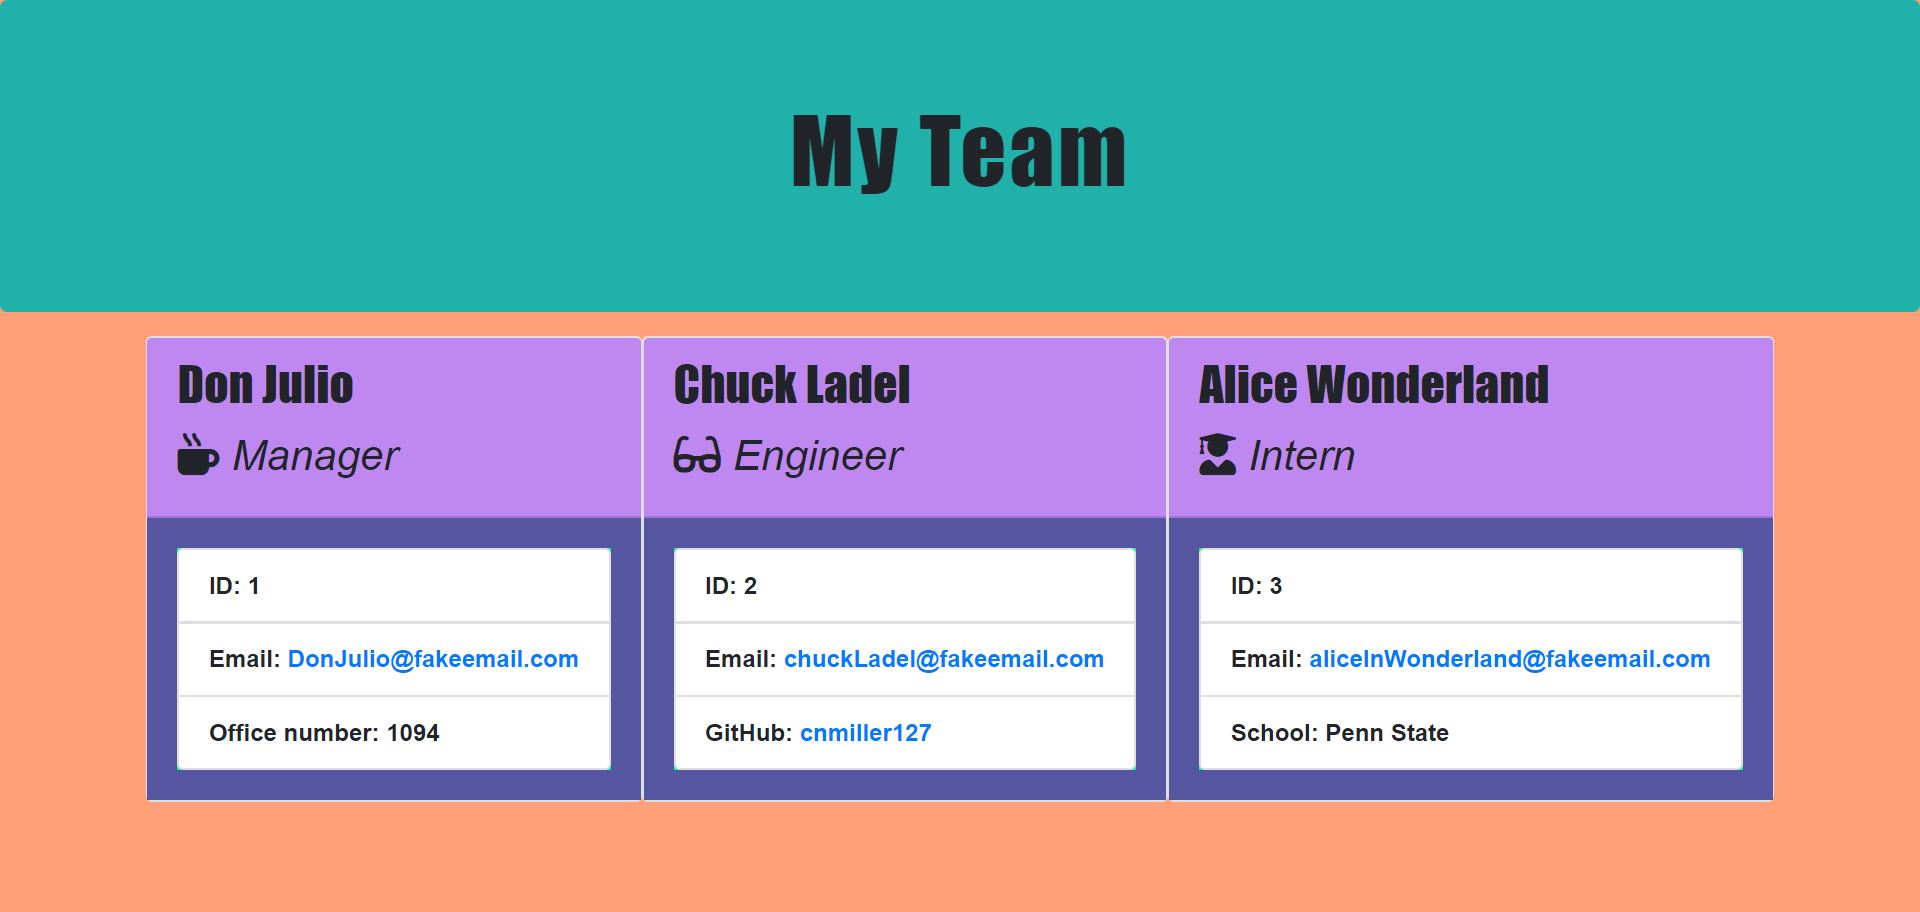 My Team
Don Julio
Manager
ID: 1
Email: DonJulio@fakeemail.com
Office number: 1094
Chuck Ladel
Engineer
ID: 2
Email: chuckLadel@fakeemail.com
GitHub: cnmiller127
Alice Wonderland
Intern
ID: 3
Email: aliceInWonderland@fakeemail.com
School: Penn State